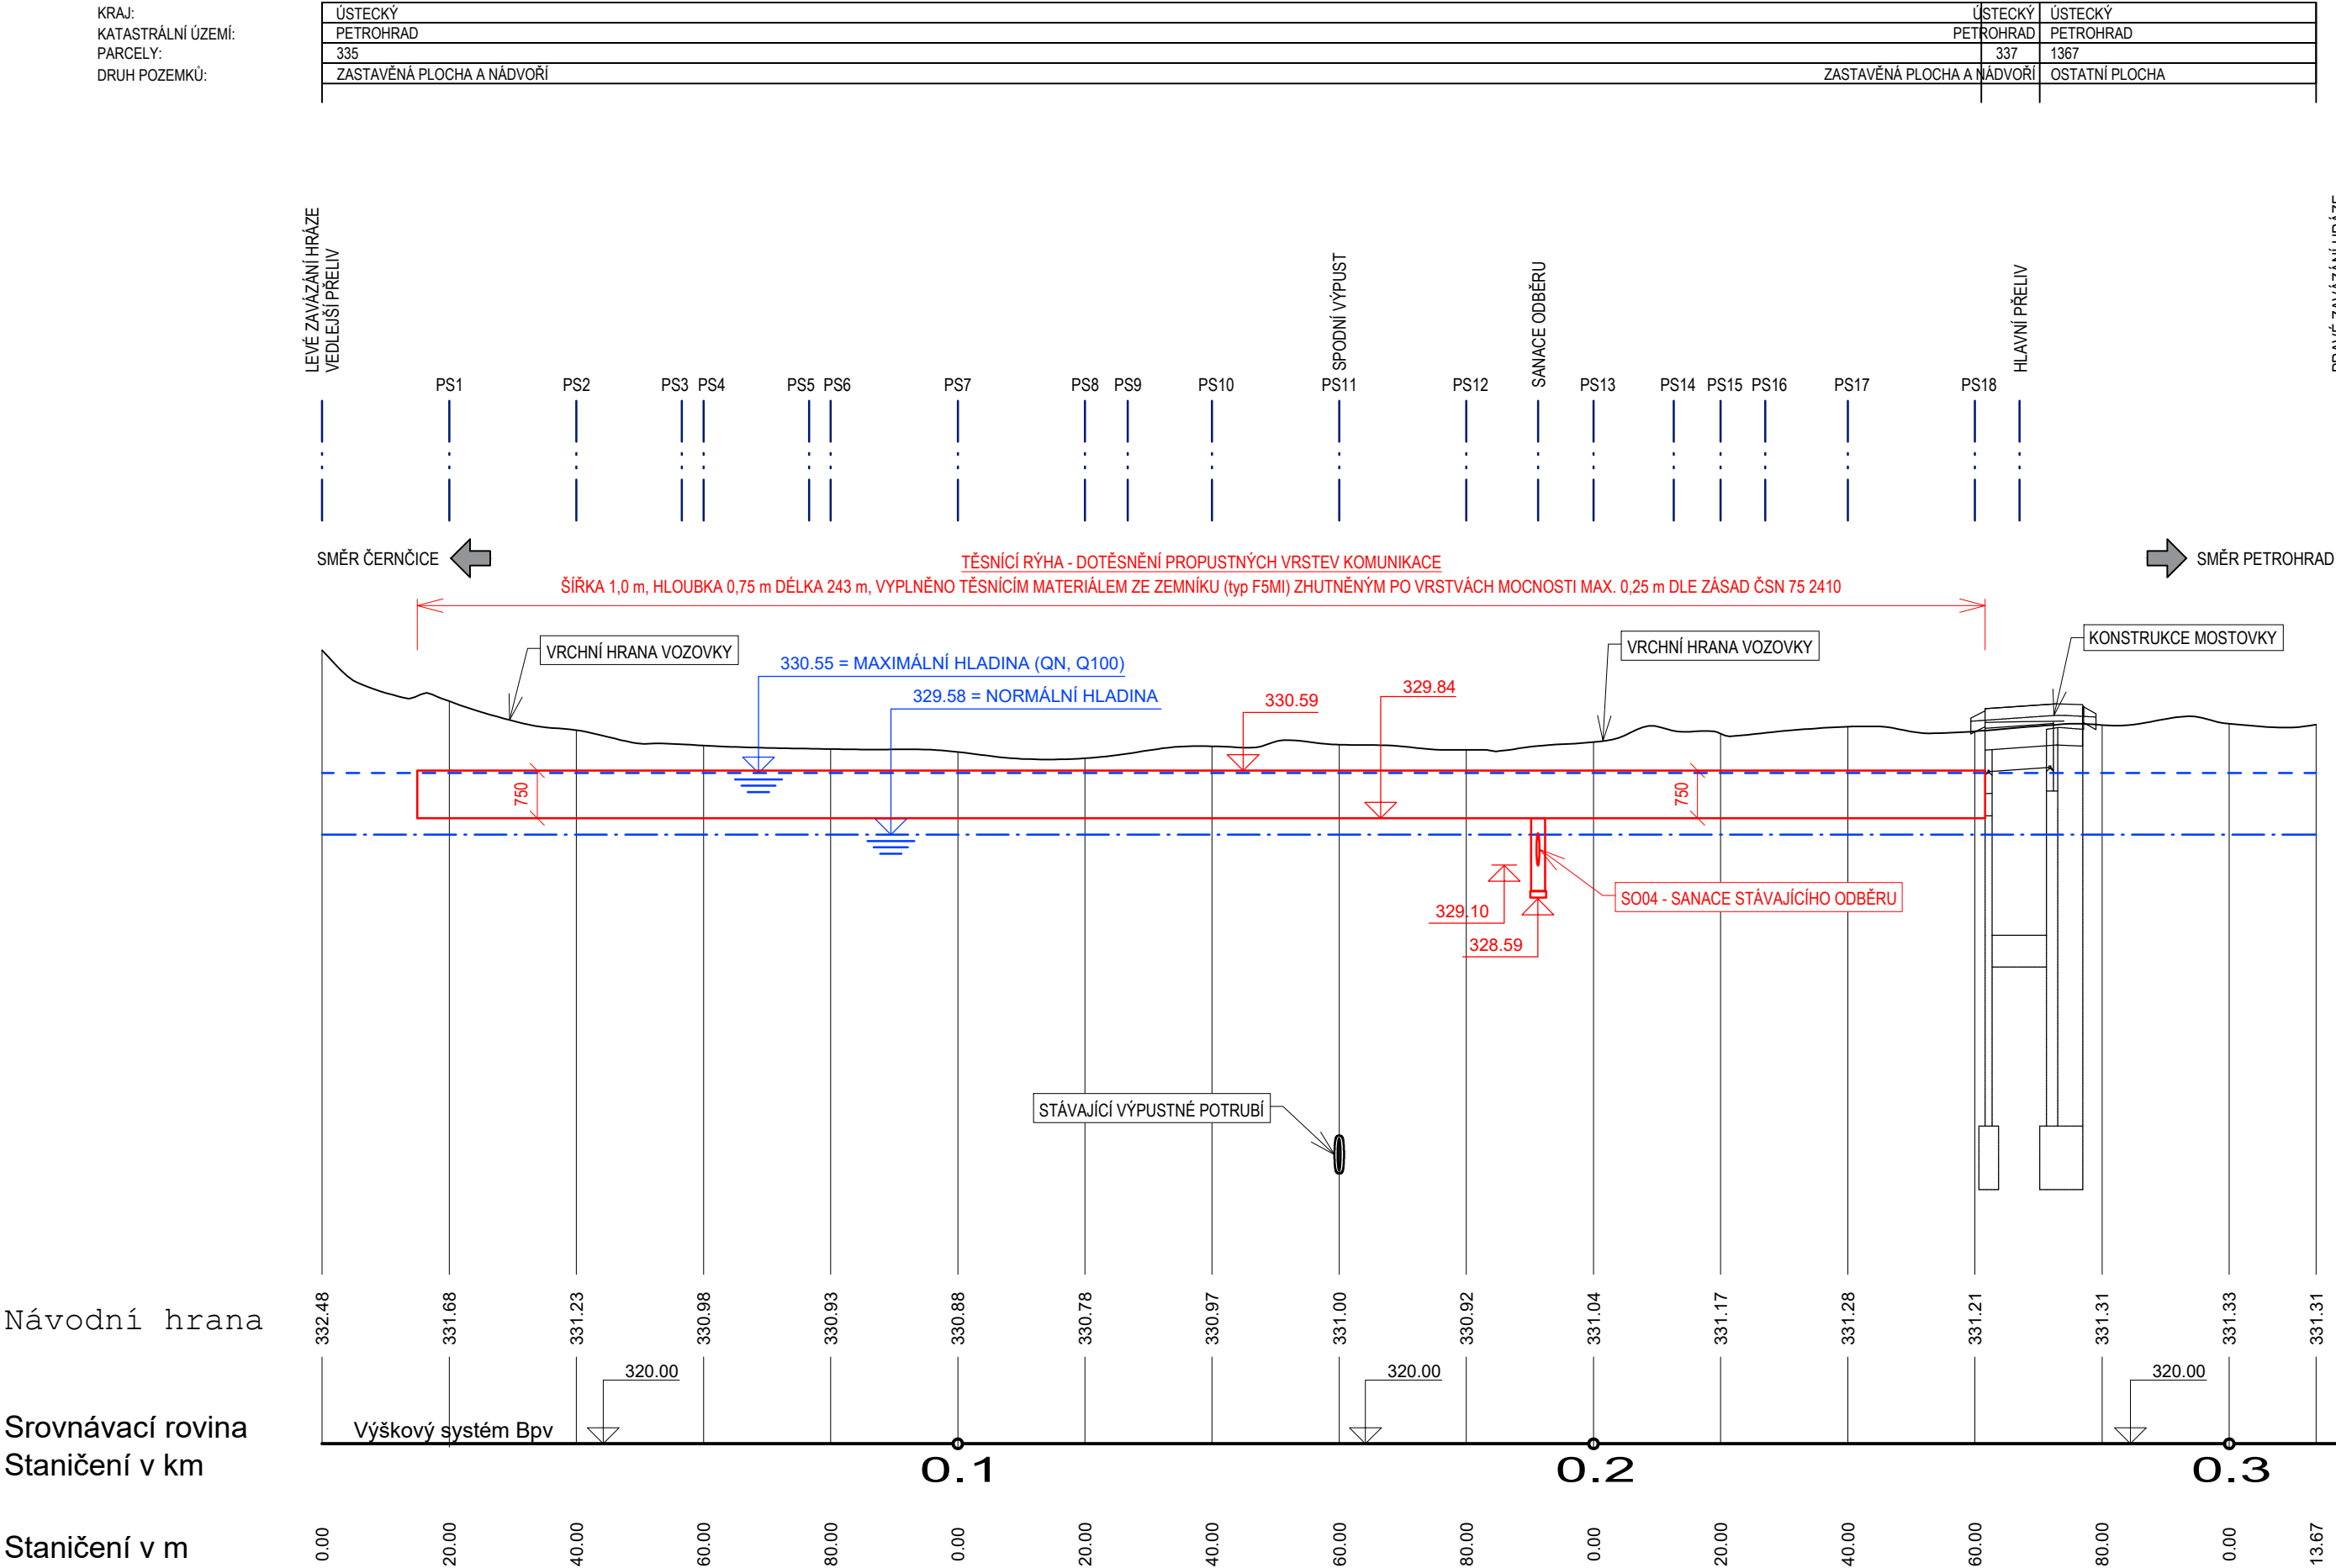 KRAJ: ÚSTECKÝ ÚSTECKÝ ÚSTECKÝ
KATASTRÁLNÍ ÚZEMÍ: PETROHRAD PETROHRAD PETROHRAD
PARCELY: 335 337 1367
DRUH POZEMKŮ: ZASTAVĚNÁ PLOCHA A NÁDVOŘÍ ZASTAVĚNÁ PLOCHA A NÁDVOŘÍ OSTATNÍ PLOCHA
LEVÉ ZAVÁZÁNÍ HRÁZE
VEDLEJŠÍ PŘELIV
SPODNÍ VÝPUST
SANACE ODBĚRU
HLAVNÍ PŘELIV
PS1 PS2 PS3 PS4 PS5 PS6 PS7 PS8 PS9 PS10 PS11 PS12 PS13 PS14 PS15 PS16 PS17 PS18
SMĚR ČERNČICE
SMĚR PETROHRAD
TĚSNÍCÍ RÝHA - DOTĚSNĚNÍ PROPUSTNÝCH VRSTEV KOMUNIKACE
ŠÍŘKA 1,0 m, HLOUBKA 0,75 m DÉLKA 243 m, VYPLNĚNO TĚSNÍCÍM MATERIÁLEM ZE ZEMNÍKU (typ F5MI) ZHUTNĚNÝM PO VRSTVÁCH MOCNOSTI MAX. 0,25 m DLE ZÁSAD ČSN 75 2410
VRCHNÍ HRANA VOZOVKY
VRCHNÍ HRANA VOZOVKY
KONSTRUKCE MOSTOVKY
330.55 = MAXIMÁLNÍ HLADINA (QN, Q100)
329.58 = NORMÁLNÍ HLADINA
330.59
329.84
750
750
SO04 - SANACE STÁVAJÍCÍHO ODBĚRU
329.10
328.59
STÁVAJÍCÍ VÝPUSTNÉ POTRUBÍ
Návodní hrana 332.48 331.68 331.23 330.98 330.93 330.88 330.78 330.97 331.00 330.92 331.04 331.17 331.28 331.21 331.31 331.33 331.31
320.00 320.00 320.00
Srovnávací rovina Výškový systém Bpv
Staničení v km 0.1 0.2 0.3
Staničení v m 0.00 20.00 40.00 60.00 80.00 0.00 20.00 40.00 60.00 80.00 0.00 20.00 40.00 60.00 80.00 0.00 13.67